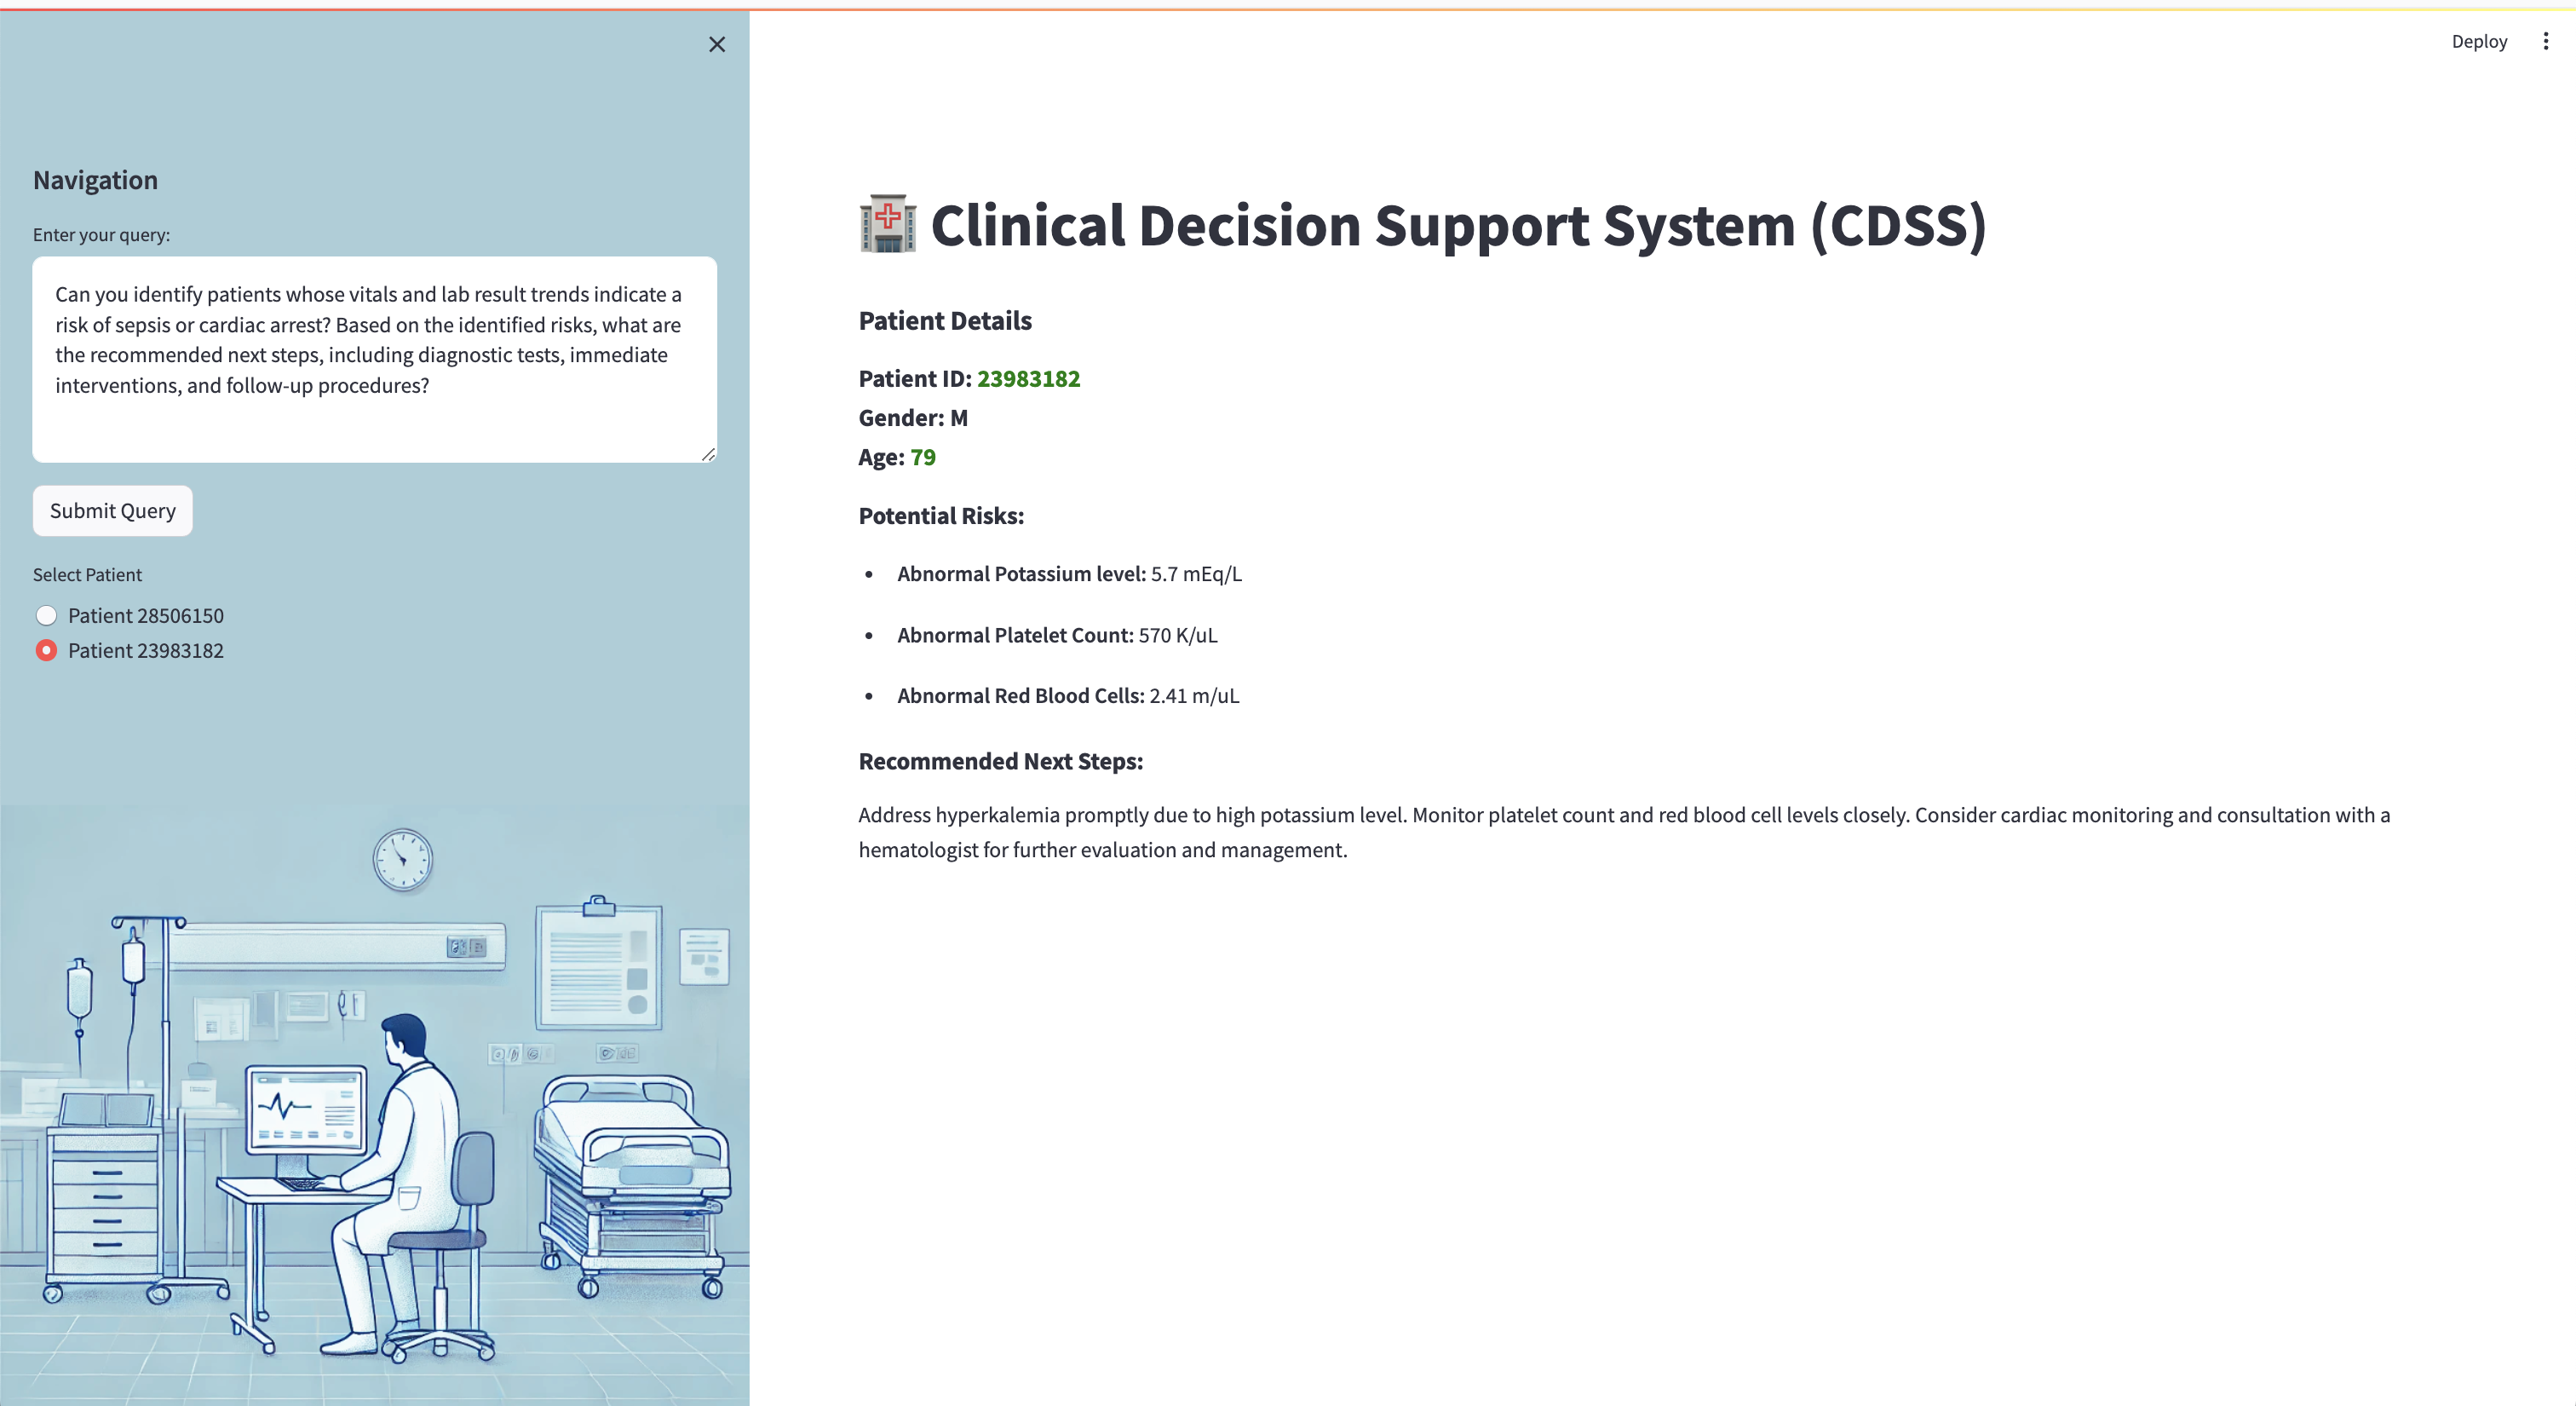 Deploy
Navigation
Enter your query:
Can you identify patients whose vitals and lab result trends indicate a
risk of sepsis or cardiac arrest? Based on the identified risks, what are
the recommended next steps, including diagnostic tests, immediate
interventions, and follow-up procedures?
Submit Query
Select Patient
Patient 28506150
Patient 23983182
Clinical Decision Support System (CDSS)
Patient Details
Patient ID: 23983182
Gender: M
Age: 79
Potential Risks:
Abnormal Potassium level: 5.7 mEq/L
Abnormal Platelet Count: 570 K/uL
Abnormal Red Blood Cells: 2.41 m/uL
Recommended Next Steps:
Address hyperkalemia promptly due to high potassium level. Monitor platelet count and red blood cell levels closely. Consider cardiac monitoring and consultation with a
hematologist for further evaluation and management.